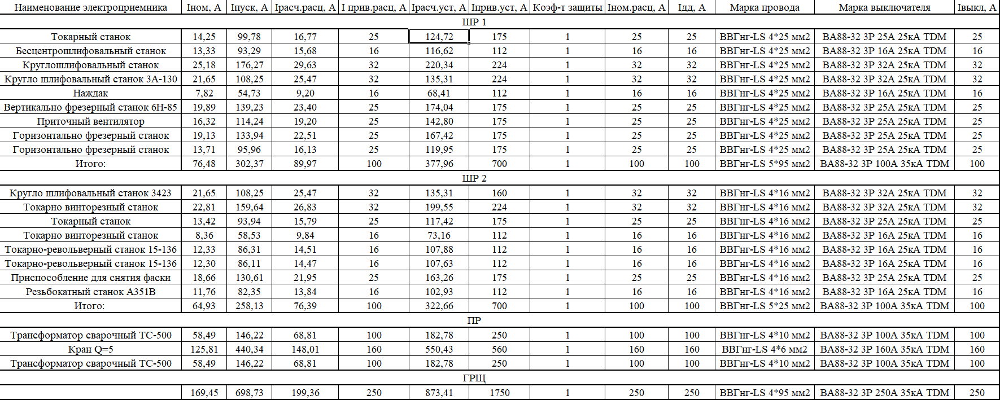 Наименование электроприемника Iном, А Iпуск, А Iрасч.расц, А I прив.расц, А Iрасч.уст, А Iприв.уст, А Коэф-т защиты Iном.расц, А Iдд, А Марка провода Марка выключателя Iвыкл, А
ШР 1
Токарный станок 14,25 99,78 16,77 25 124,72 175 1 25 25 ВВГнг-LS 4*25 мм2 ВА88-32 3Р 25А 25кА TDM 25
Бесцентрошлифовальный станок 13,33 93,29 15,68 16 116,62 112 1 16 16 ВВГнг-LS 4*25 мм2 ВА88-32 3Р 16А 25кА TDM 16
Круглошлифовальный станок 25,18 176,27 29,63 32 220,34 224 1 32 32 ВВГнг-LS 4*25 мм2 ВА88-32 3Р 32А 25кА TDM 32
Кругло шлифовальный станок 3А-130 21,65 108,25 25,47 32 135,31 224 1 32 32 ВВГнг-LS 4*25 мм2 ВА88-32 3Р 32А 25кА TDM 32
Наждак 7,82 54,73 9,20 16 68,41 112 1 16 16 ВВГнг-LS 4*25 мм2 ВА88-32 3Р 16А 25кА TDM 16
Вертикально фрезерный станок 6Н-85 19,89 139,23 23,40 25 174,04 175 1 25 25 ВВГнг-LS 4*25 мм2 ВА88-32 3Р 25А 25кА TDM 25
Приточный вентилятор 16,32 114,24 19,20 25 142,80 175 1 25 25 ВВГнг-LS 4*25 мм2 ВА88-32 3Р 25А 25кА TDM 25
Горизонтально фрезерный станок 19,13 133,94 22,51 25 167,42 175 1 25 25 ВВГнг-LS 4*25 мм2 ВА88-32 3Р 25А 25кА TDM 25
Горизонтально фрезерный станок 13,71 95,96 16,13 25 119,95 175 1 25 25 ВВГнг-LS 4*25 мм2 ВА88-32 3Р 25А 25кА TDM 25
Итого: 76,48 302,37 89,97 100 377,96 700 1 100 100 ВВГнг-LS 5*95 мм2 ВА88-32 3Р 100А 35кА TDM 100
ШР 2
Кругло шлифовальный станок 3423 21,65 108,25 25,47 32 135,31 160 1 32 32 ВВГнг-LS 4*16 мм2 ВА88-32 3Р 32А 25кА TDM 32
Токарно винторезный станок 22,81 159,64 26,83 32 199,55 224 1 32 32 ВВГнг-LS 4*16 мм2 ВА88-32 3Р 32А 25кА TDM 32
Токарный станок 13,42 93,94 15,79 25 117,42 175 1 25 25 ВВГнг-LS 4*16 мм2 ВА88-32 3Р 25А 25кА TDM 25
Токарно винторезный станок 8,36 58,53 9,84 16 73,16 112 1 16 16 ВВГнг-LS 4*16 мм2 ВА88-32 3Р 16А 25кА TDM 16
Токарно-револьверный станок 15-136 12,33 86,31 14,51 16 107,88 112 1 16 16 ВВГнг-LS 4*16 мм2 ВА88-32 3Р 16А 25кА TDM 16
Токарно-револьверный станок 15-136 12,30 86,11 14,47 16 107,63 112 1 16 16 ВВГнг-LS 4*16 мм2 ВА88-32 3Р 16А 25кА TDM 16
Приспособление для снятия фаски 18,66 130,61 21,95 25 163,26 175 1 25 25 ВВГнг-LS 4*16 мм2 ВА88-32 3Р 25А 25кА TDM 25
Резьбокатный станок А351В 11,76 82,35 13,84 16 102,93 112 1 16 16 ВВГнг-LS 4*16 мм2 ВА88-32 3Р 16А 25кА TDM 16
Итого: 64,93 258,13 76,39 100 322,66 700 1 100 100 ВВГнг-LS 5*25 мм2 ВА88-32 3Р 100А 35кА TDM 100
ПР
Трансформатор сварочный ТС-500 58,49 146,22 68,81 100 182,78 250 1 100 100 ВВГнг-LS 4*10 мм2 ВА88-32 3Р 100А 35кА TDM 100
Кран Q=5 125,81 440,34 148,01 160 550,43 560 1 160 160 ВВГнг-LS 4*6 мм2 ВА88-32 3Р 160А 35кА TDM 160
Трансформатор сварочный ТС-500 58,49 146,22 68,81 100 182,78 250 1 100 100 ВВГнг-LS 4*10 мм2 ВА88-32 3Р 100А 35кА TDM 100
ГРЩ
169,45 698,73 199,36 250 873,41 1750 1 250 250 ВВГнг-LS 4*95 мм2 ВА88-32 3Р 250А 35кА TDM 250